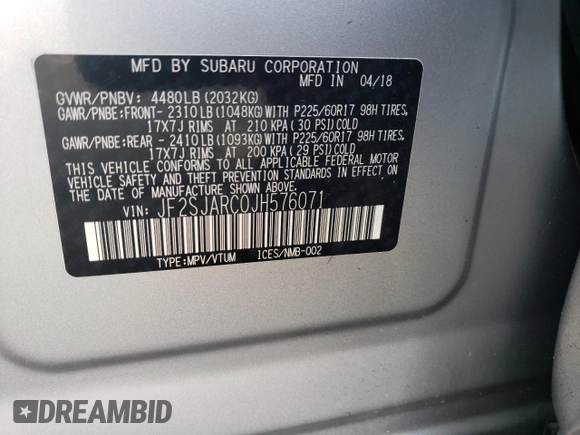 MFD BY SUBARU CORPORATION
MFD IN 04/18
GVWR/PNBV: 4480LB(2032KG)
GAWR/PNBE:FRONT- 2310LB(1048KG)WITH P225/60R17 98H TIRES,
17X7J RIMS AT 210 KPA( 30 PSI)COLD
GAWR/PNBE:REAR - 2410LB(1093KG)WITH P225/60R17 98H TIRES,
17X7J RIMS AT 200 KPA( 29 PSI)COLD
THIS VEHICLE CONFORMS TO ALL APPLICABLE FEDERAL MOTOR
VEHICLE SAFETY AND THEFT PREVENTION STANDARDS IN EFFECT ON
THE DATE OF MANUFACTURE SHOWN ABOVE.
VIN: JF2SJARC0JH576071
TYPE:MPV/VTUM ICES/NMB-002
DREAMBID